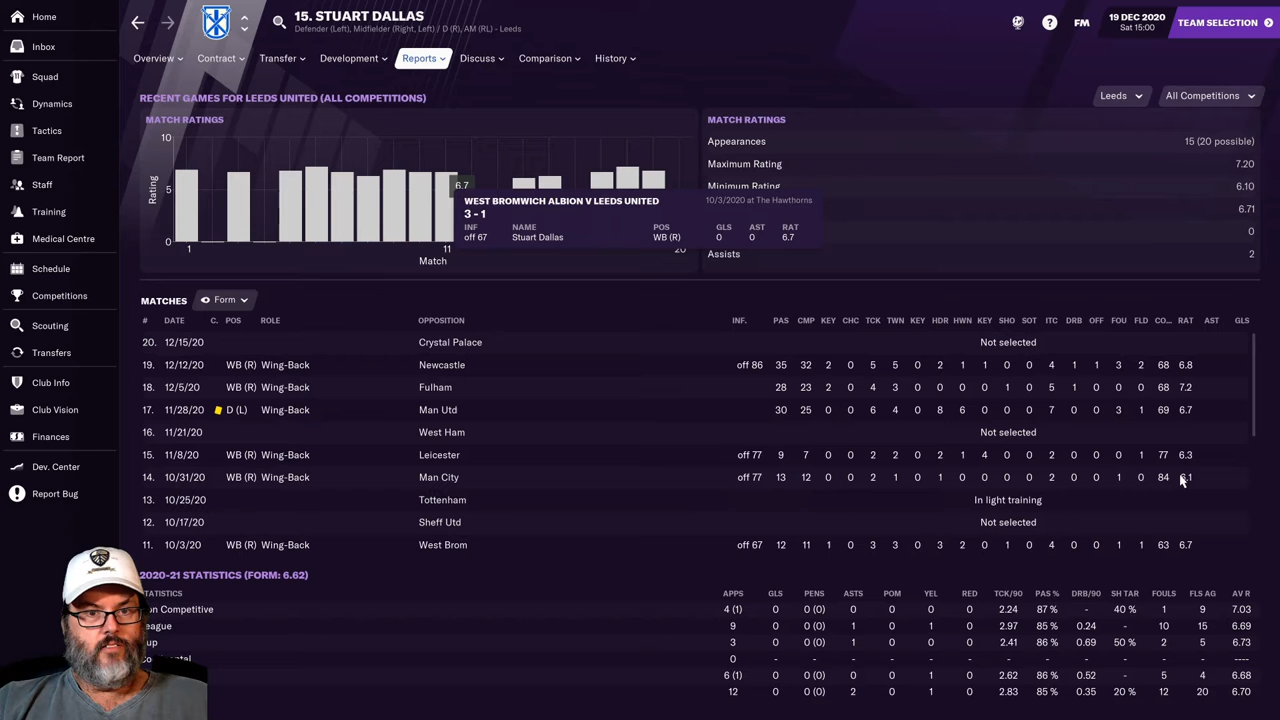 Home
Inbox
Squad
Dynamics
Tactics
Team Report
Staff
Training
Medical Centre
Schedule
Competitions
Scouting
Transfers
Club Info
Club Vision
Finances
Dev. Center
Report Bug
15. STUART DALLAS
Defender (Left), Midfielder (Right, Left) / D (R), AM (RL) - Leeds
? FM 19 DEC 2020 Sat 15:00 TEAM SELECTION
Overview Contract Transfer Development Reports Discuss Comparison History
RECENT GAMES FOR LEEDS UNITED (ALL COMPETITIONS) Leeds All Competitions
MATCH RATINGS
10
5
0
Rating
1 11 20
Match
6.7
WEST BROMWICH ALBION V LEEDS UNITED 10/3/2020 at The Hawthorns
3 - 1
INF NAME POS GLS AST RAT
off 67 Stuart Dallas WB (R) 0 0 6.7
MATCH RATINGS
Appearances 15 (20 possible)
Maximum Rating 7.20
Minimum Rating 6.10
6.71
0
Assists 2
MATCHES Form
# DATE C. POS ROLE OPPOSITION INF. PAS CMP KEY CHC TCK TWN KEY HDR HWN KEY SHO SOT ITC DRB OFF FOU FLD CO... RAT AST GLS
20. 12/15/20 Crystal Palace Not selected
19. 12/12/20 WB (R) Wing-Back Newcastle off 86 35 32 2 0 5 5 0 2 1 1 0 0 4 1 1 3 2 68 6.8
18. 12/5/20 WB (R) Wing-Back Fulham 28 23 2 0 4 3 0 0 0 0 1 0 5 1 0 0 0 68 7.2
17. 11/28/20 D (L) Wing-Back Man Utd 30 25 0 0 6 4 0 8 6 0 0 0 7 0 0 3 1 69 6.7
16. 11/21/20 West Ham Not selected
15. 11/8/20 WB (R) Wing-Back Leicester off 77 9 7 0 0 2 2 0 2 1 4 0 0 2 0 0 0 1 77 6.3
14. 10/31/20 WB (R) Wing-Back Man City off 77 13 12 0 0 2 1 0 1 0 0 0 0 2 0 0 1 0 84 6.1
13. 10/25/20 Tottenham In light training
12. 10/17/20 Sheff Utd Not selected
11. 10/3/20 WB (R) Wing-Back West Brom off 67 12 11 1 0 3 3 0 3 2 0 1 0 4 0 0 1 1 63 6.7
2020-21 STATISTICS (FORM: 6.62)
STATISTICS APPS GLS PENS ASTS POM YEL RED TCK/90 PAS % DRB/90 SH TAR FOULS FLS AG AV R
on Competitive 4 (1) 0 0 (0) 0 0 0 0 2.24 87 % - 40 % 1 9 7.03
eague 9 0 0 (0) 1 0 1 0 2.97 85 % 0.24 - 10 15 6.69
up 3 0 0 (0) 1 0 0 0 2.41 86 % 0.69 50 % 2 5 6.73
0 - - - - - - - - - - - - ----
6 (1) 0 0 (0) 0 0 1 0 2.62 86 % 0.52 - 5 4 6.68
12 0 0 (0) 2 0 1 0 2.83 85 % 0.35 20 % 12 20 6.70